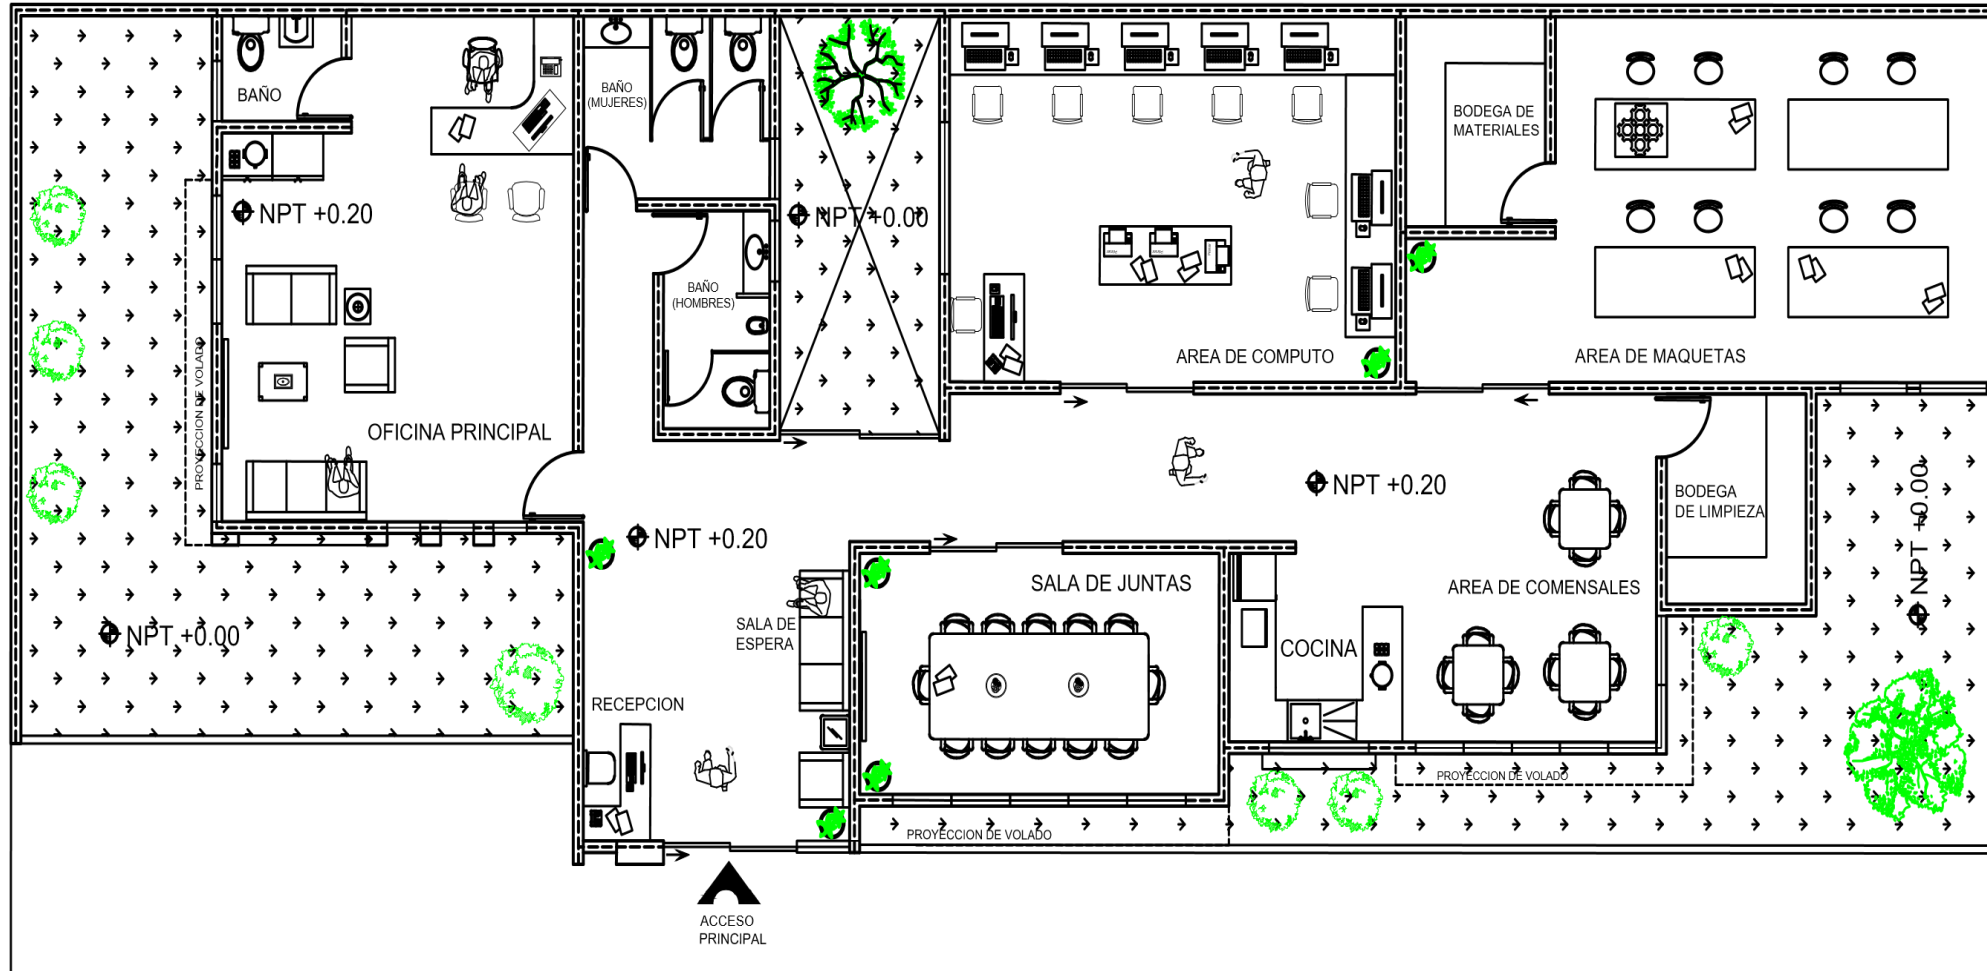 BAÑO
BAÑO
(MUJERES)
BODEGA DE
MATERIALES
NPT +0.20
NPT +0.00
BAÑO
(HOMBRES)
AREA DE COMPUTO
AREA DE MAQUETAS
PROYECCION DE VOLADO
OFICINA PRINCIPAL
NPT +0.20
BODEGA
DE LIMPIEZA
NPT +0.00
NPT +0.20
SALA DE JUNTAS
AREA DE COMENSALES
NPT +0.00
SALA DE
ESPERA
COCINA
RECEPCION
PROYECCION DE VOLADO
PROYECCION DE VOLADO
ACCESO
PRINCIPAL